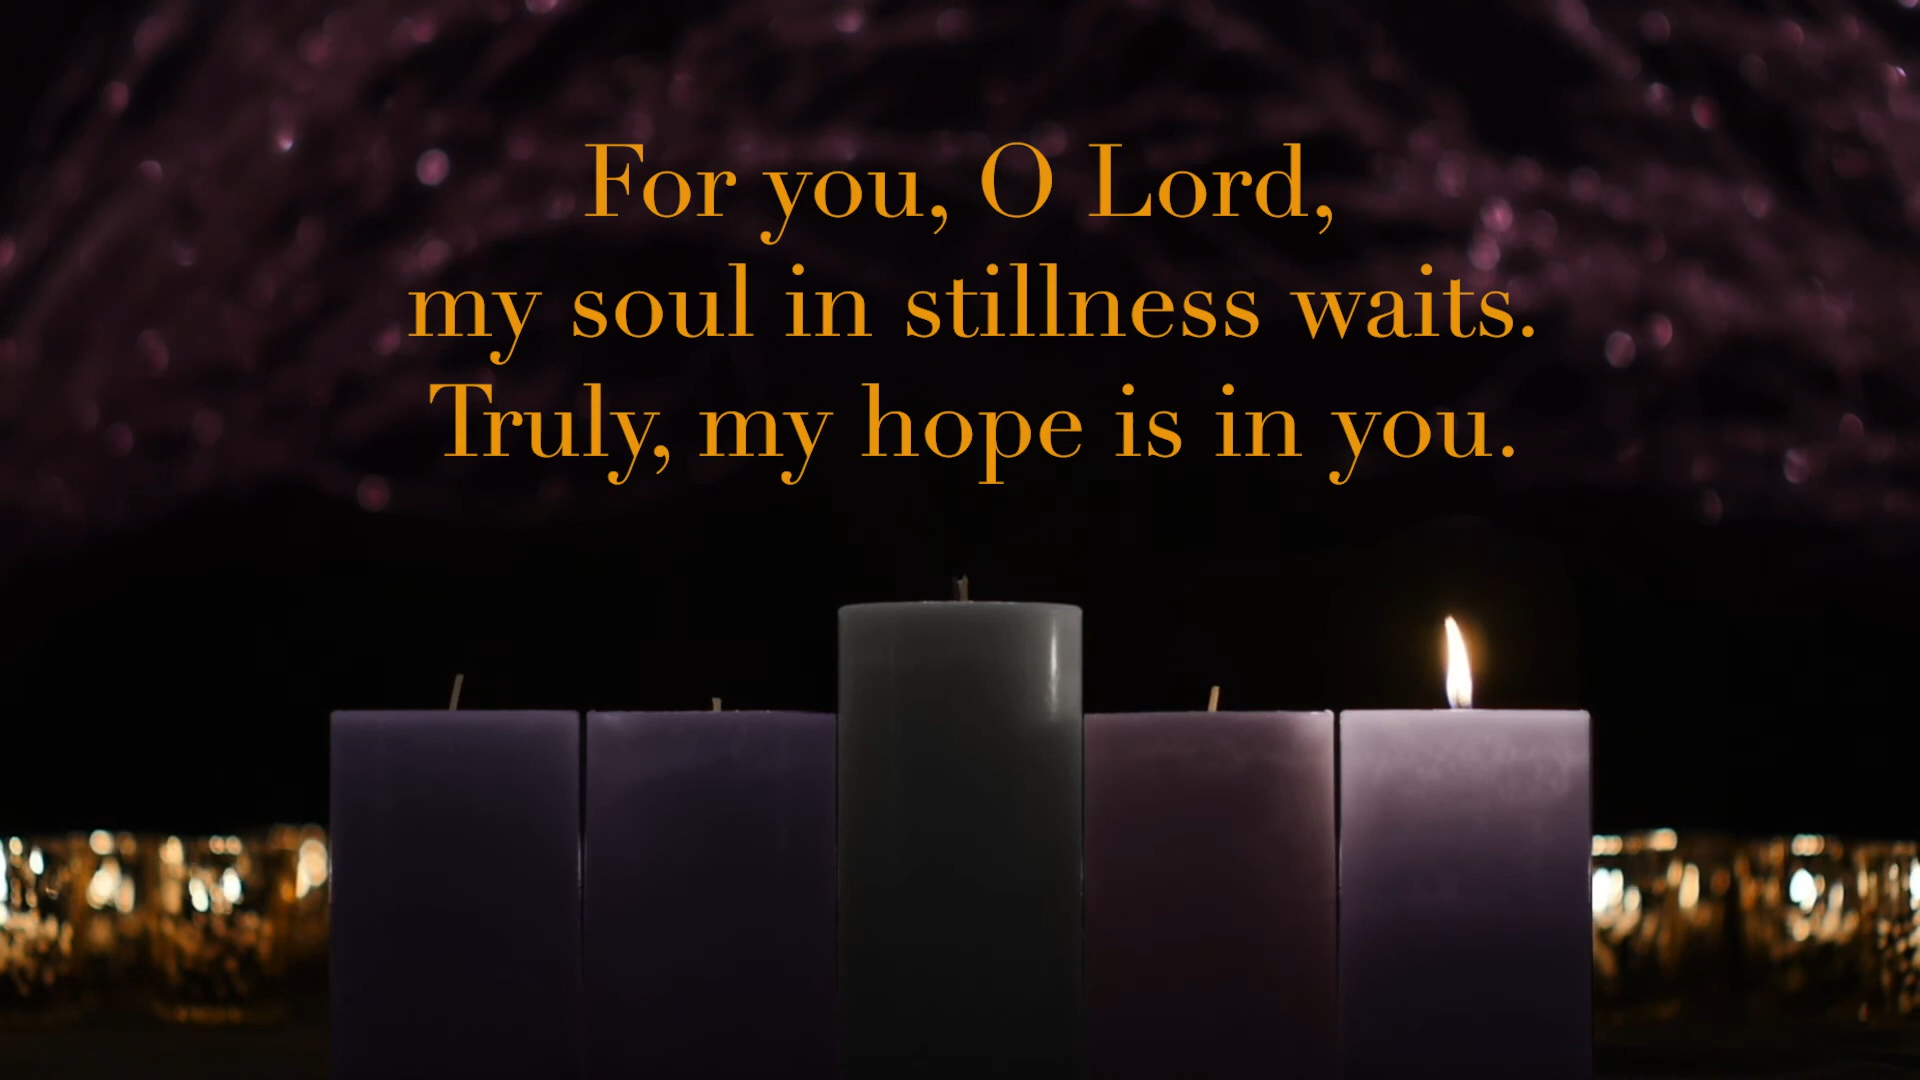 For you, O Lord,
my soul in stillness waits.
Truly, my hope is in you.